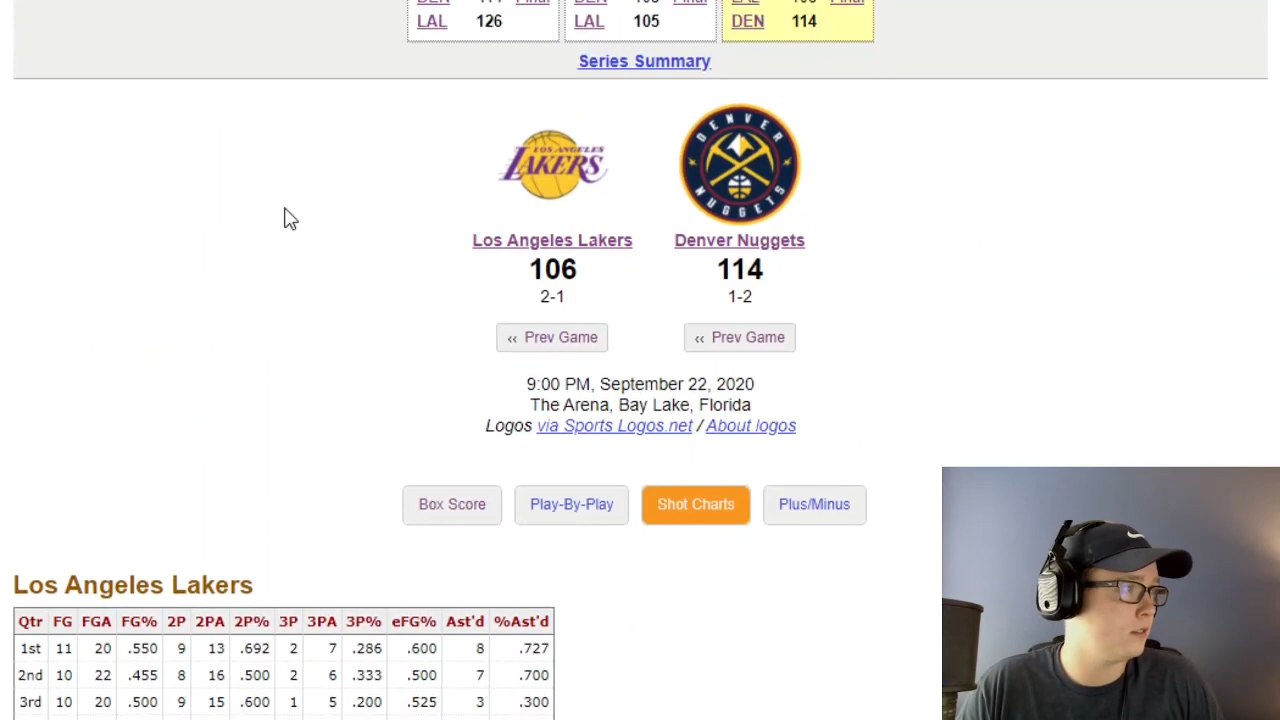 LAL 126 LAL 105 DEN 114
Series Summary
LOS ANGELES
LAKERS
DENVER
NUGGETS
Los Angeles Lakers Denver Nuggets
106 114
2-1 1-2
‹‹ Prev Game ‹‹ Prev Game
9:00 PM, September 22, 2020
The Arena, Bay Lake, Florida
Logos via Sports Logos.net / About logos
Box Score Play-By-Play Shot Charts Plus/Minus
Los Angeles Lakers
Qtr FG FGA FG% 2P 2PA 2P% 3P 3PA 3P% eFG% Ast'd %Ast'd
1st 11 20 .550 9 13 .692 2 7 .286 .600 8 .727
2nd 10 22 .455 8 16 .500 2 6 .333 .500 7 .700
3rd 10 20 .500 9 15 .600 1 5 .200 .525 3 .300